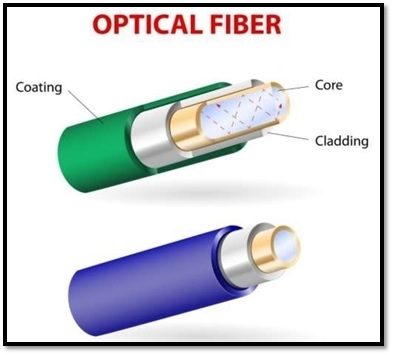 OPTICAL FIBER
Coating
Core
Cladding